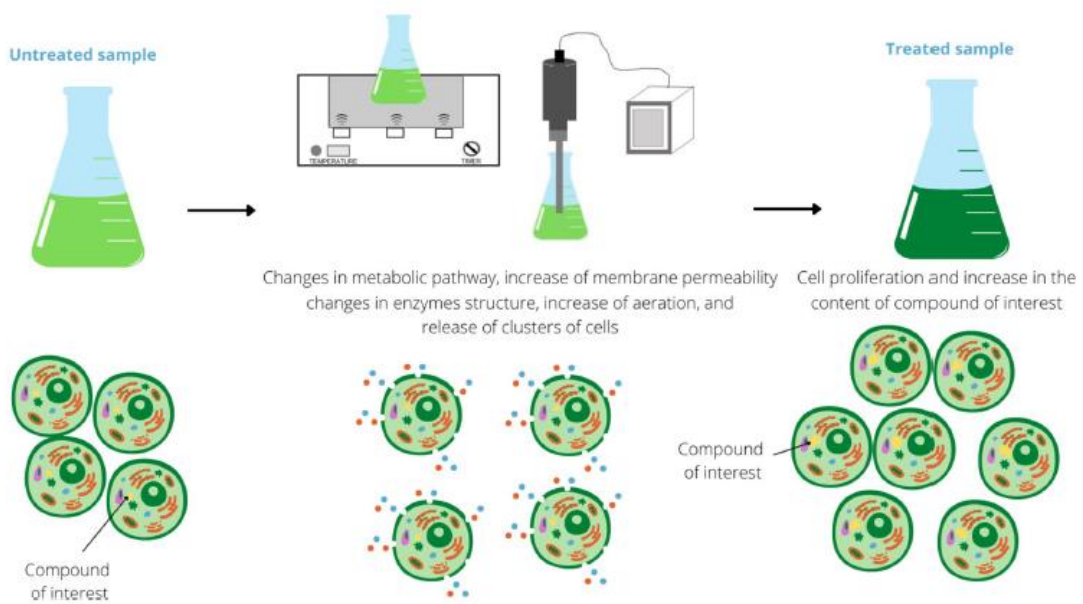 Untreated sample
TEMPERATURE
TIMER
Treated sample
Changes in metabolic pathway, increase of membrane permeability
changes in enzymes structure, increase of aeration, and
release of clusters of cells
Cell proliferation and increase in the
content of compound of interest
Compound
of interest
Compound
of interest